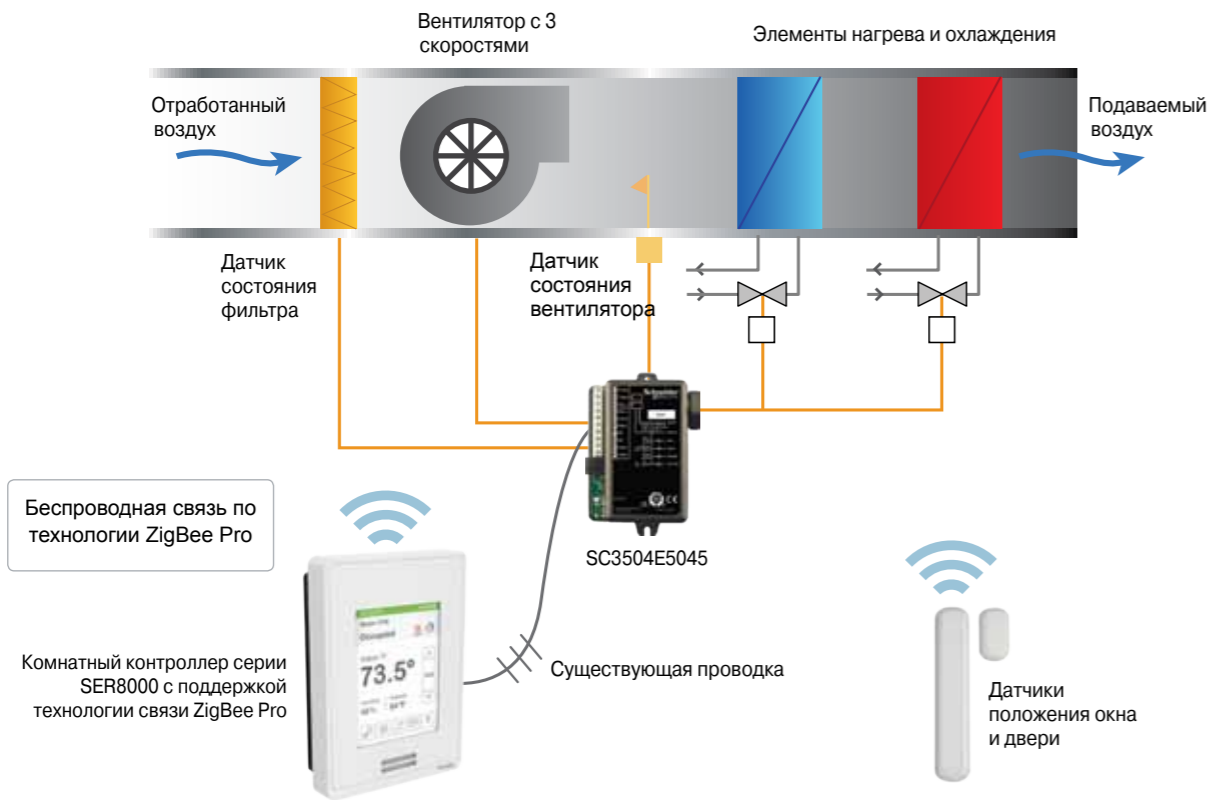 Вентилятор с 3
скоростями
Элементы нагрева и охлаждения
Отработанный
воздух
Подаваемый
воздух
Датчик
состояния
фильтра
Датчик
состояния
вентилятора
Schneider
SC3504E5045
Беспроводная связь по
технологии ZigBee Pro
Occupied
73.5°
Комнатный контроллер серии
SER8000 с поддержкой
технологии связи ZigBee Pro
Существующая проводка
Датчики
положения окна
и двери